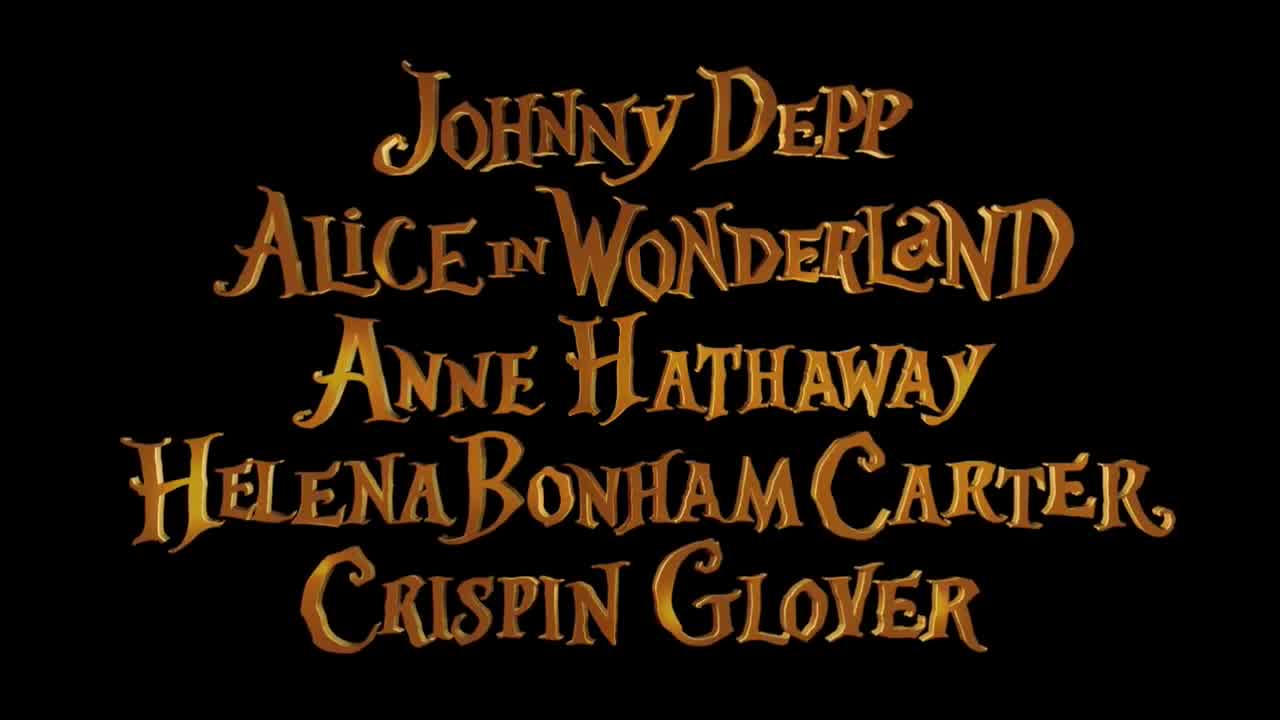 Johnny Depp
Alice in Wonderland
Anne Hathaway
Helena Bonham Carter
Crispin Glover